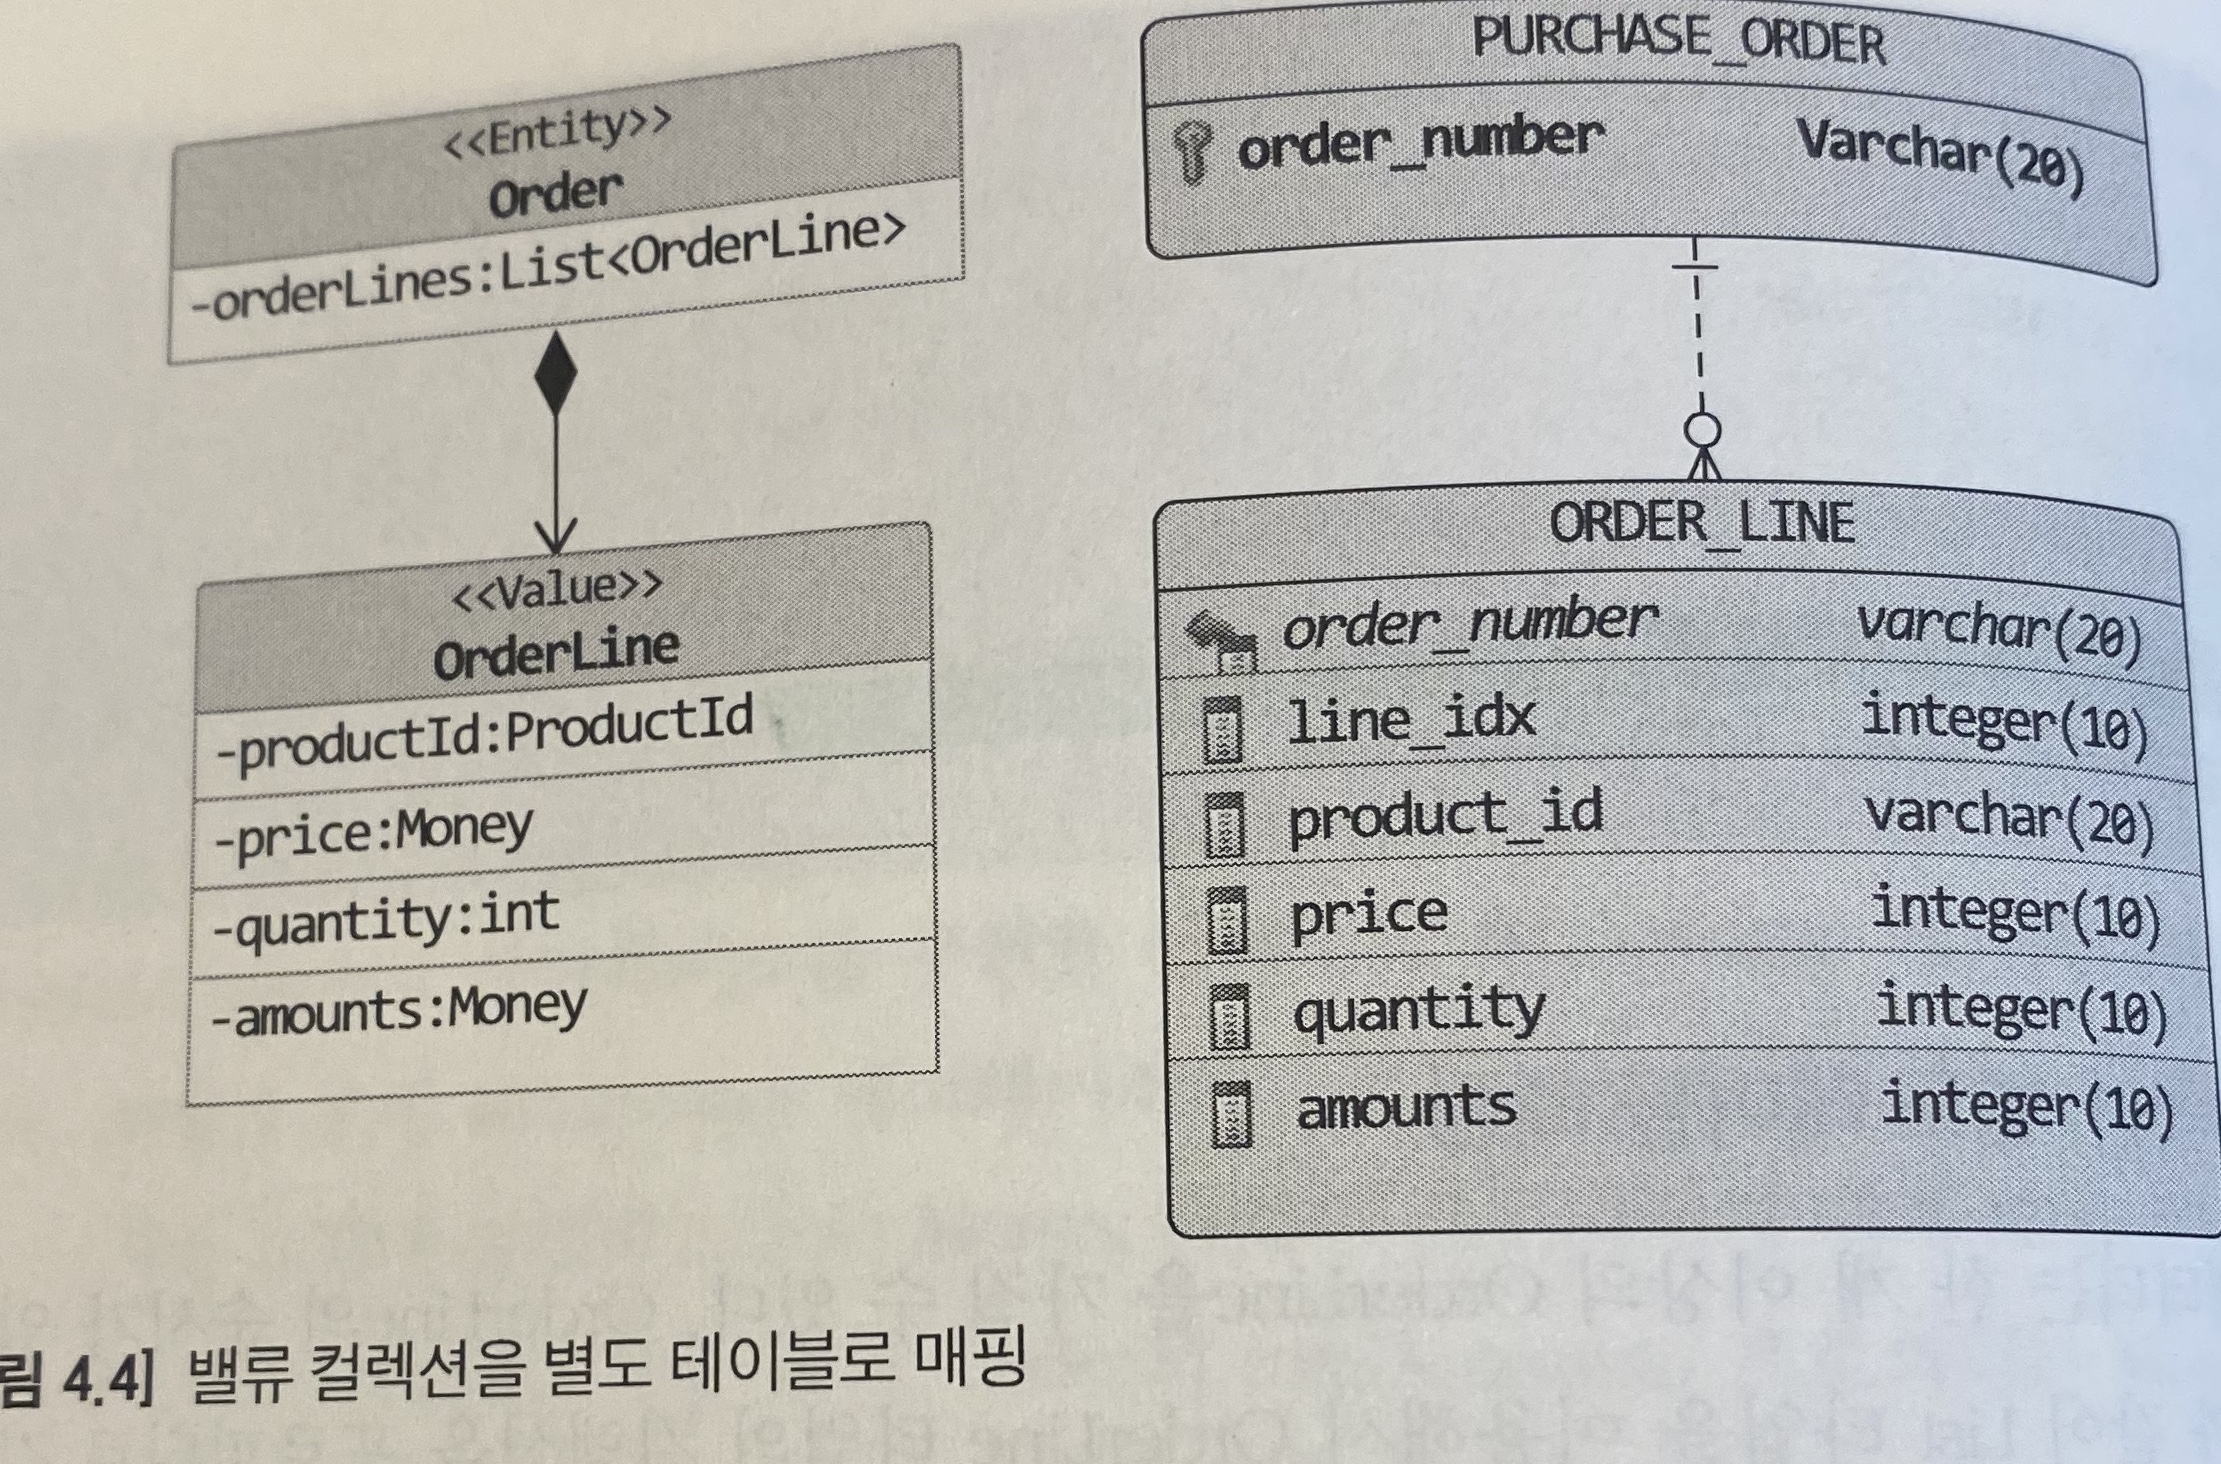 <<Entity>>
Order
-orderLines:List<OrderLine>
<<Value>>
OrderLine
-productId:ProductId
-price:Money
-quantity:int
-amounts:Money
PURCHASE_ORDER
order_number Varchar(20)
ORDER_LINE
order_number varchar(20)
line_idx integer(10)
product_id varchar(20)
price integer(10)
quantity integer(10)
amounts integer(10)
림 4.4] 밸류 컬렉션을 별도 테이블로 매핑